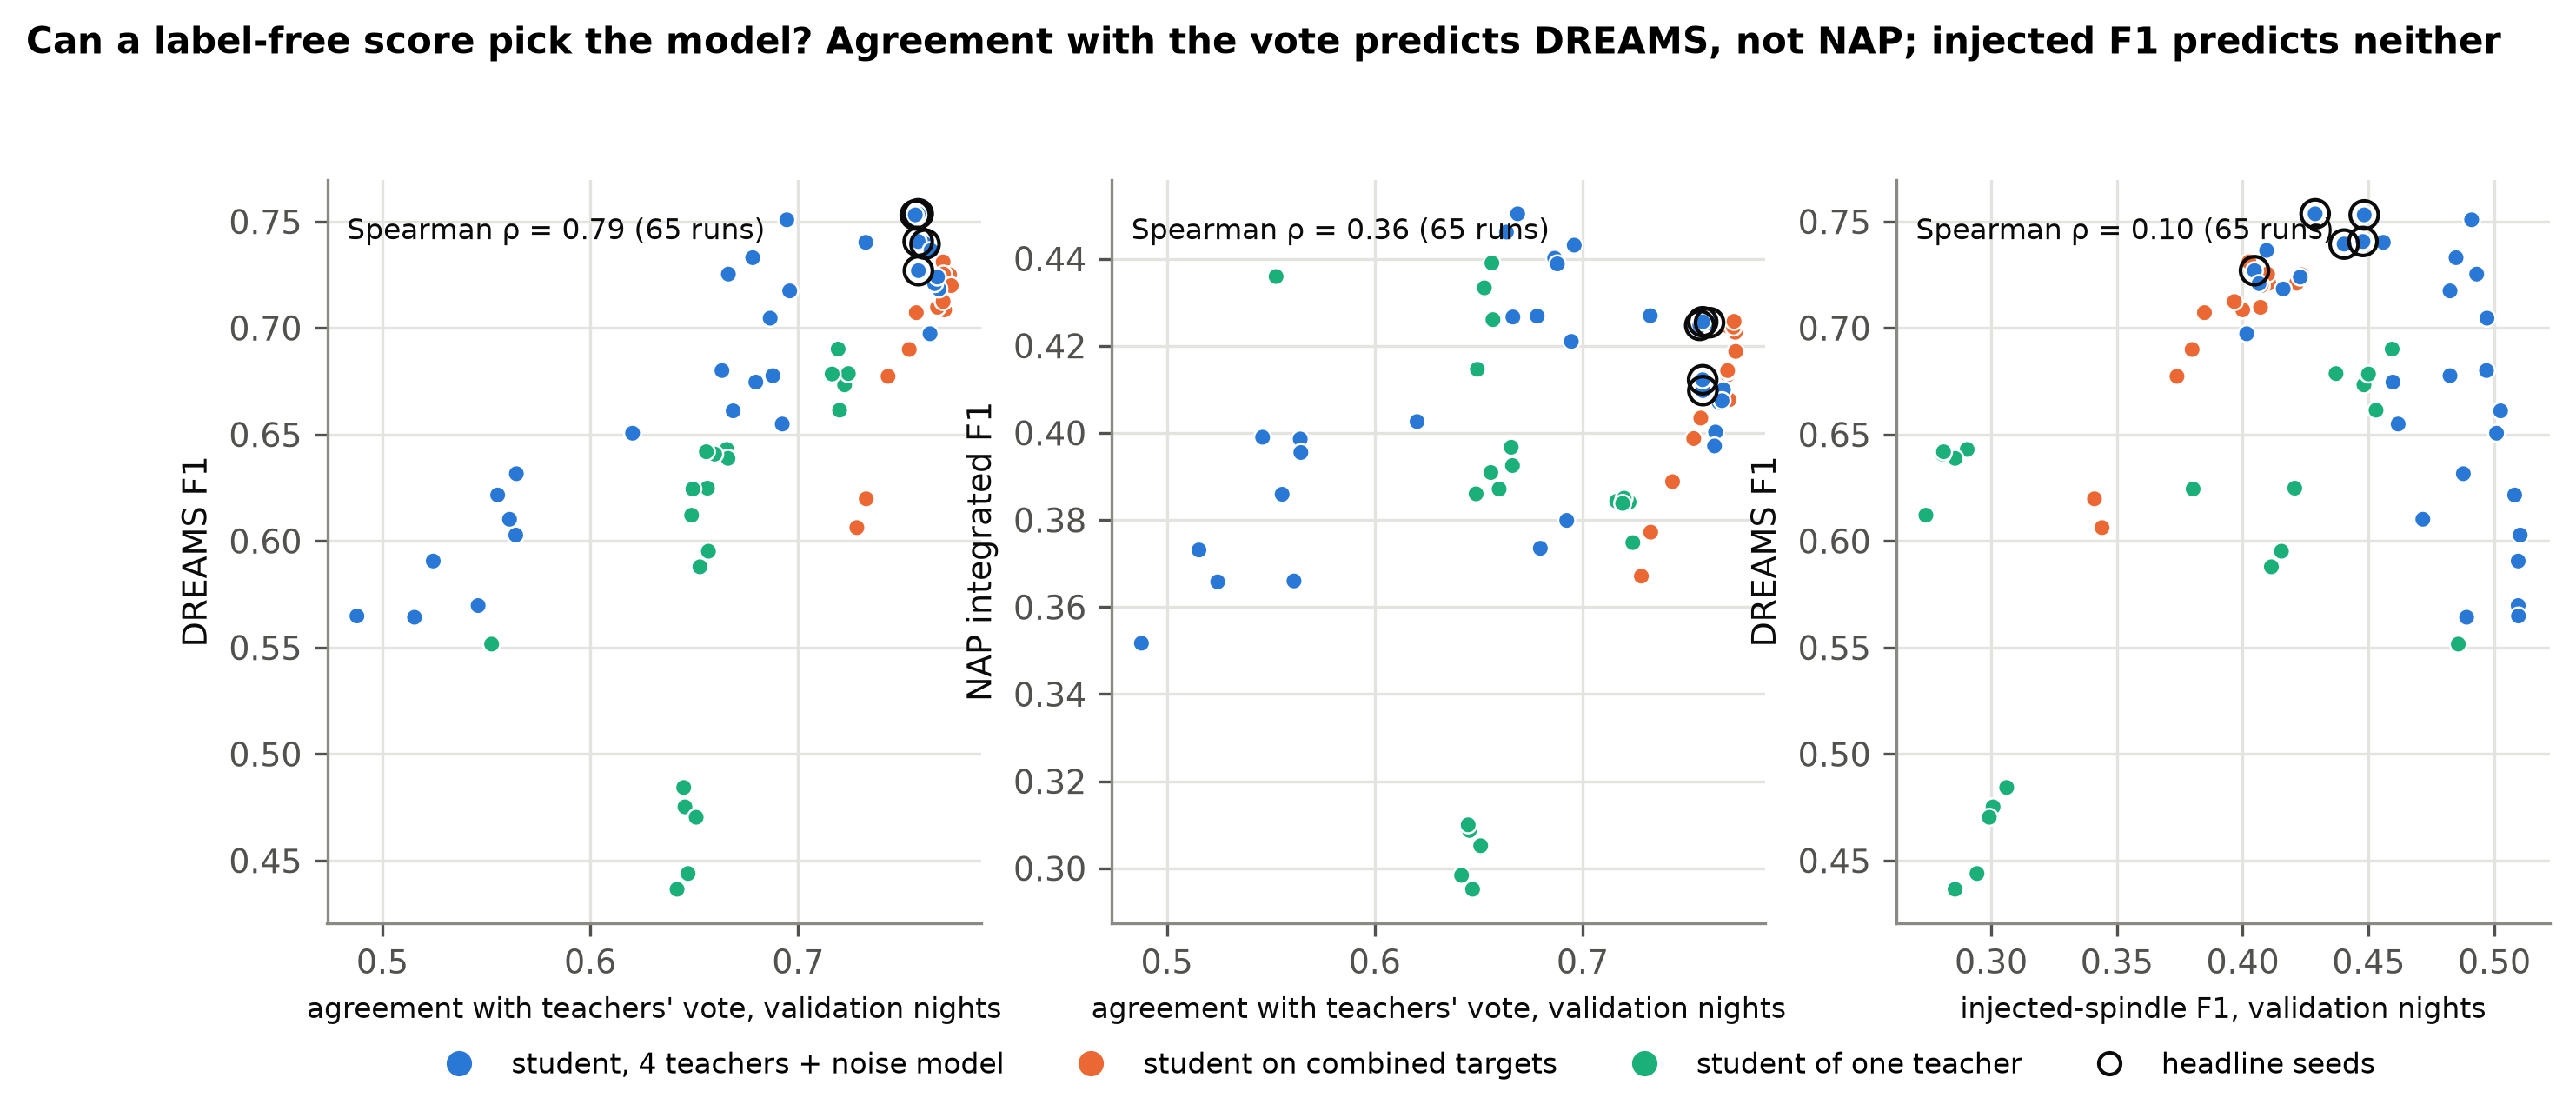 Can a label-free score pick the model? Agreement with the vote predicts DREAMS, not NAP; injected F1 predicts neither
Spearman ρ = 0.79 (65 runs)
DREAMS F1
0.75
0.70
0.65
0.60
0.55
0.50
0.45
0.5
0.6
0.7
agreement with teachers' vote, validation nights
Spearman ρ = 0.36 (65 runs)
NAP integrated F1
0.44
0.42
0.40
0.38
0.36
0.34
0.32
0.30
0.5
0.6
0.7
agreement with teachers' vote, validation nights
Spearman ρ = 0.10 (65 runs)
DREAMS F1
0.75
0.70
0.65
0.60
0.55
0.50
0.45
0.30
0.35
0.40
0.45
0.50
injected-spindle F1, validation nights
student, 4 teachers + noise model
student on combined targets
student of one teacher
headline seeds